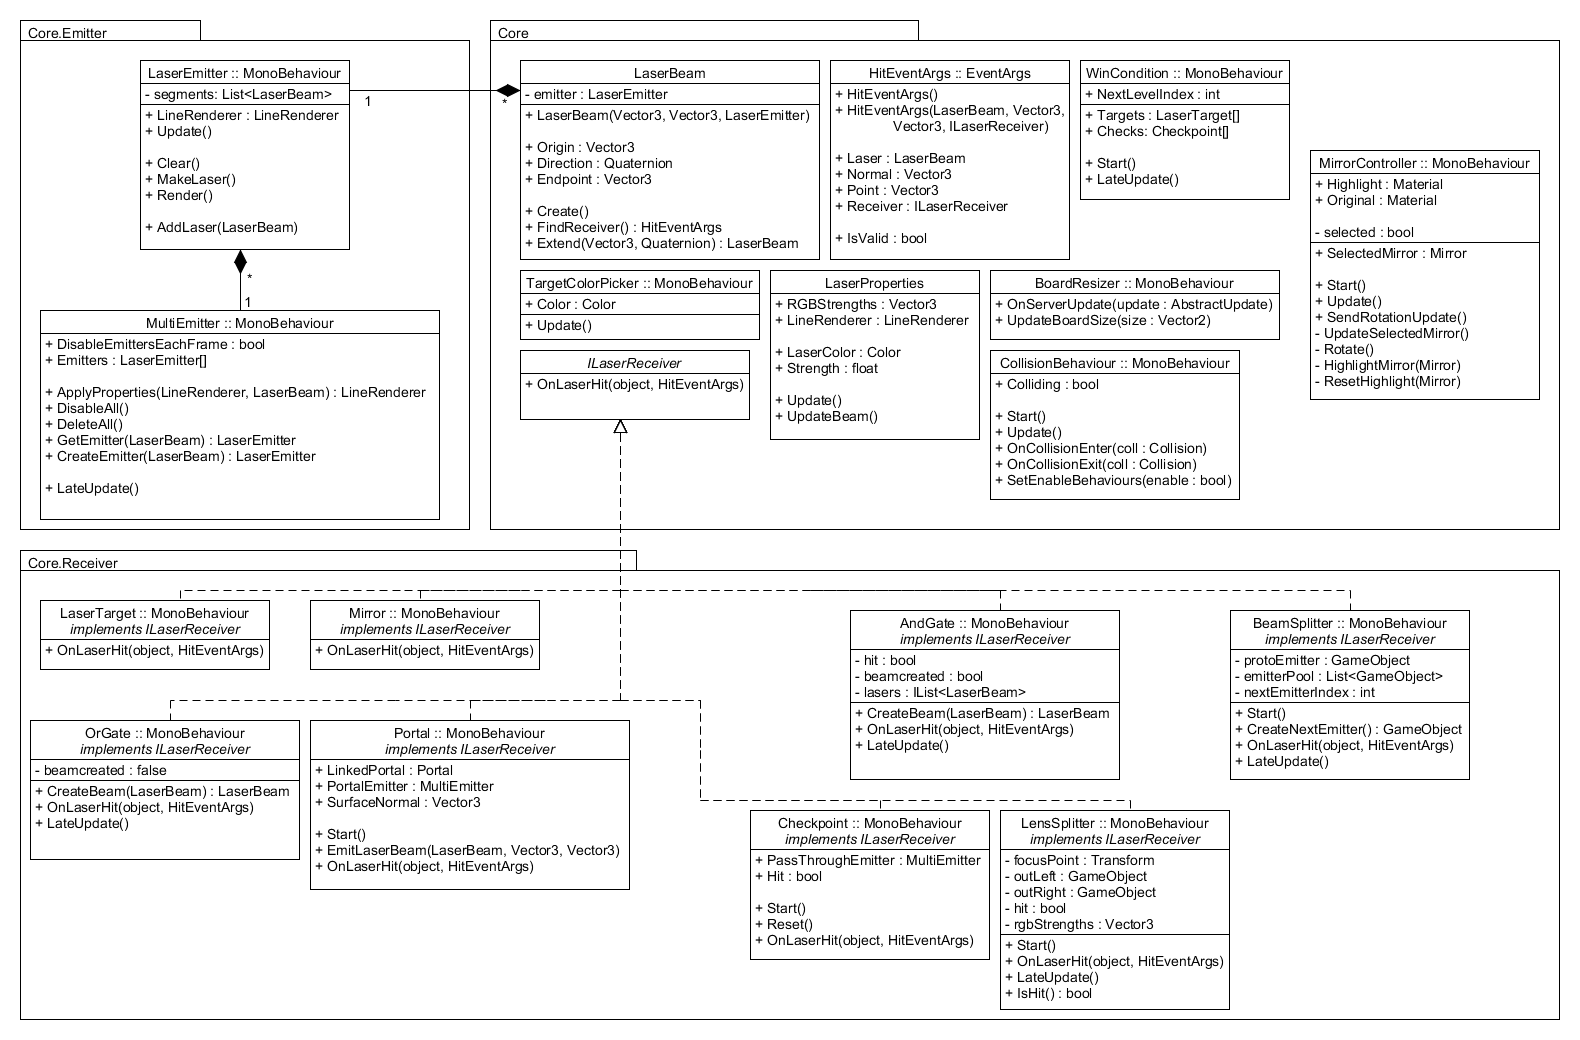 Core.Emitter
LaserEmitter :: MonoBehaviour
- segments: List<LaserBeam>
+ LineRenderer : LineRenderer
+ Update()
+ Clear()
+ MakeLaser()
+ Render()
+ AddLaser(LaserBeam)
1
*
*
1
MultiEmitter :: MonoBehaviour
+ DisableEmittersEachFrame : bool
+ Emitters : LaserEmitter[]
+ ApplyProperties(LineRenderer, LaserBeam) : LineRenderer
+ DisableAll()
+ DeleteAll()
+ GetEmitter(LaserBeam) : LaserEmitter
+ CreateEmitter(LaserBeam) : LaserEmitter
+ LateUpdate()
Core
LaserBeam
- emitter : LaserEmitter
+ LaserBeam(Vector3, Vector3, LaserEmitter)
+ Origin : Vector3
+ Direction : Quaternion
+ Endpoint : Vector3
+ Create()
+ FindReceiver() : HitEventArgs
+ Extend(Vector3, Quaternion) : LaserBeam
HitEventArgs :: EventArgs
+ HitEventArgs()
+ HitEventArgs(LaserBeam, Vector3,
Vector3, ILaserReceiver)
+ Laser : LaserBeam
+ Normal : Vector3
+ Point : Vector3
+ Receiver : ILaserReceiver
+ IsValid : bool
WinCondition :: MonoBehaviour
+ NextLevelIndex : int
+ Targets : LaserTarget[]
+ Checks: Checkpoint[]
+ Start()
+ LateUpdate()
MirrorController :: MonoBehaviour
+ Highlight : Material
+ Original : Material
- selected : bool
+ SelectedMirror : Mirror
+ Start()
+ Update()
+ SendRotationUpdate()
- UpdateSelectedMirror()
- Rotate()
- HighlightMirror(Mirror)
- ResetHighlight(Mirror)
TargetColorPicker :: MonoBehaviour
+ Color : Color
+ Update()
ILaserReceiver
+ OnLaserHit(object, HitEventArgs)
LaserProperties
+ RGBStrengths : Vector3
+ LineRenderer : LineRenderer
+ LaserColor : Color
+ Strength : float
+ Update()
+ UpdateBeam()
BoardResizer :: MonoBehaviour
+ OnServerUpdate(update : AbstractUpdate)
+ UpdateBoardSize(size : Vector2)
CollisionBehaviour :: MonoBehaviour
+ Colliding : bool
+ Start()
+ Update()
+ OnCollisionEnter(coll : Collision)
+ OnCollisionExit(coll : Collision)
+ SetEnableBehaviours(enable : bool)
Core.Receiver
LaserTarget :: MonoBehaviour
implements ILaserReceiver
+ OnLaserHit(object, HitEventArgs)
Mirror :: MonoBehaviour
implements ILaserReceiver
+ OnLaserHit(object, HitEventArgs)
AndGate :: MonoBehaviour
implements ILaserReceiver
- hit : bool
- beamcreated : bool
- lasers : IList<LaserBeam>
+ CreateBeam(LaserBeam) : LaserBeam
+ OnLaserHit(object, HitEventArgs)
+ LateUpdate()
BeamSplitter :: MonoBehaviour
implements ILaserReceiver
- protoEmitter : GameObject
- emitterPool : List<GameObject>
- nextEmitterIndex : int
+ Start()
+ CreateNextEmitter() : GameObject
+ OnLaserHit(object, HitEventArgs)
+ LateUpdate()
OrGate :: MonoBehaviour
implements ILaserReceiver
- beamcreated : false
+ CreateBeam(LaserBeam) : LaserBeam
+ OnLaserHit(object, HitEventArgs)
+ LateUpdate()
Portal :: MonoBehaviour
implements ILaserReceiver
+ LinkedPortal : Portal
+ PortalEmitter : MultiEmitter
+ SurfaceNormal : Vector3
+ Start()
+ EmitLaserBeam(LaserBeam, Vector3, Vector3)
+ OnLaserHit(object, HitEventArgs)
Checkpoint :: MonoBehaviour
implements ILaserReceiver
+ PassThroughEmitter : MultiEmitter
+ Hit : bool
+ Start()
+ Reset()
+ OnLaserHit(object, HitEventArgs)
LensSplitter :: MonoBehaviour
implements ILaserReceiver
- focusPoint : Transform
- outLeft : GameObject
- outRight : GameObject
- hit : bool
- rgbStrengths : Vector3
+ Start()
+ OnLaserHit(object, HitEventArgs)
+ LateUpdate()
+ IsHit() : bool